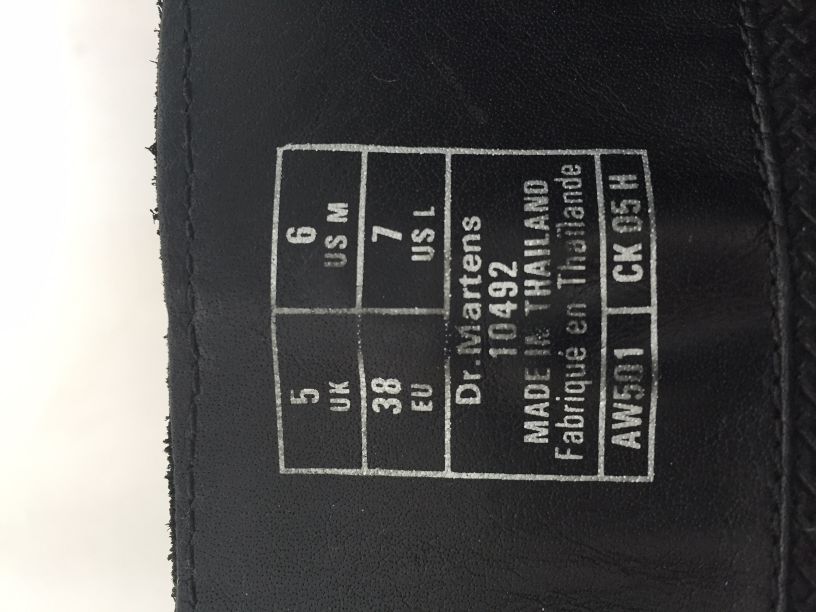 5 UK 6 US M
38 EU 7 US L
Dr. Martens
10492
MADE IN THAILAND
Fabriqué en Thaïlande
AW501 CK 05 H